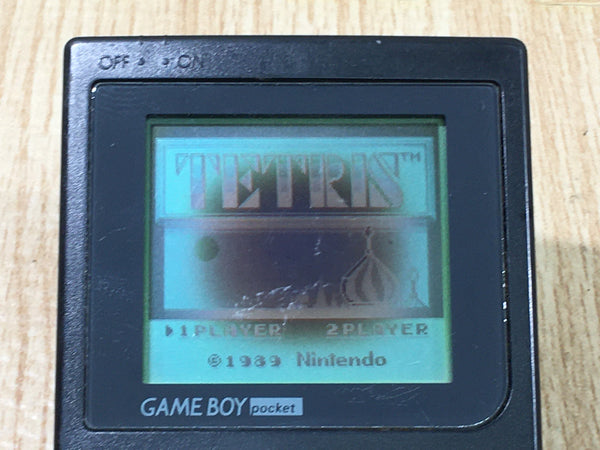 OFF ON
TETRIS™
▶1PLAYER 2PLAYER
©1989 Nintendo
GAME BOY pocket